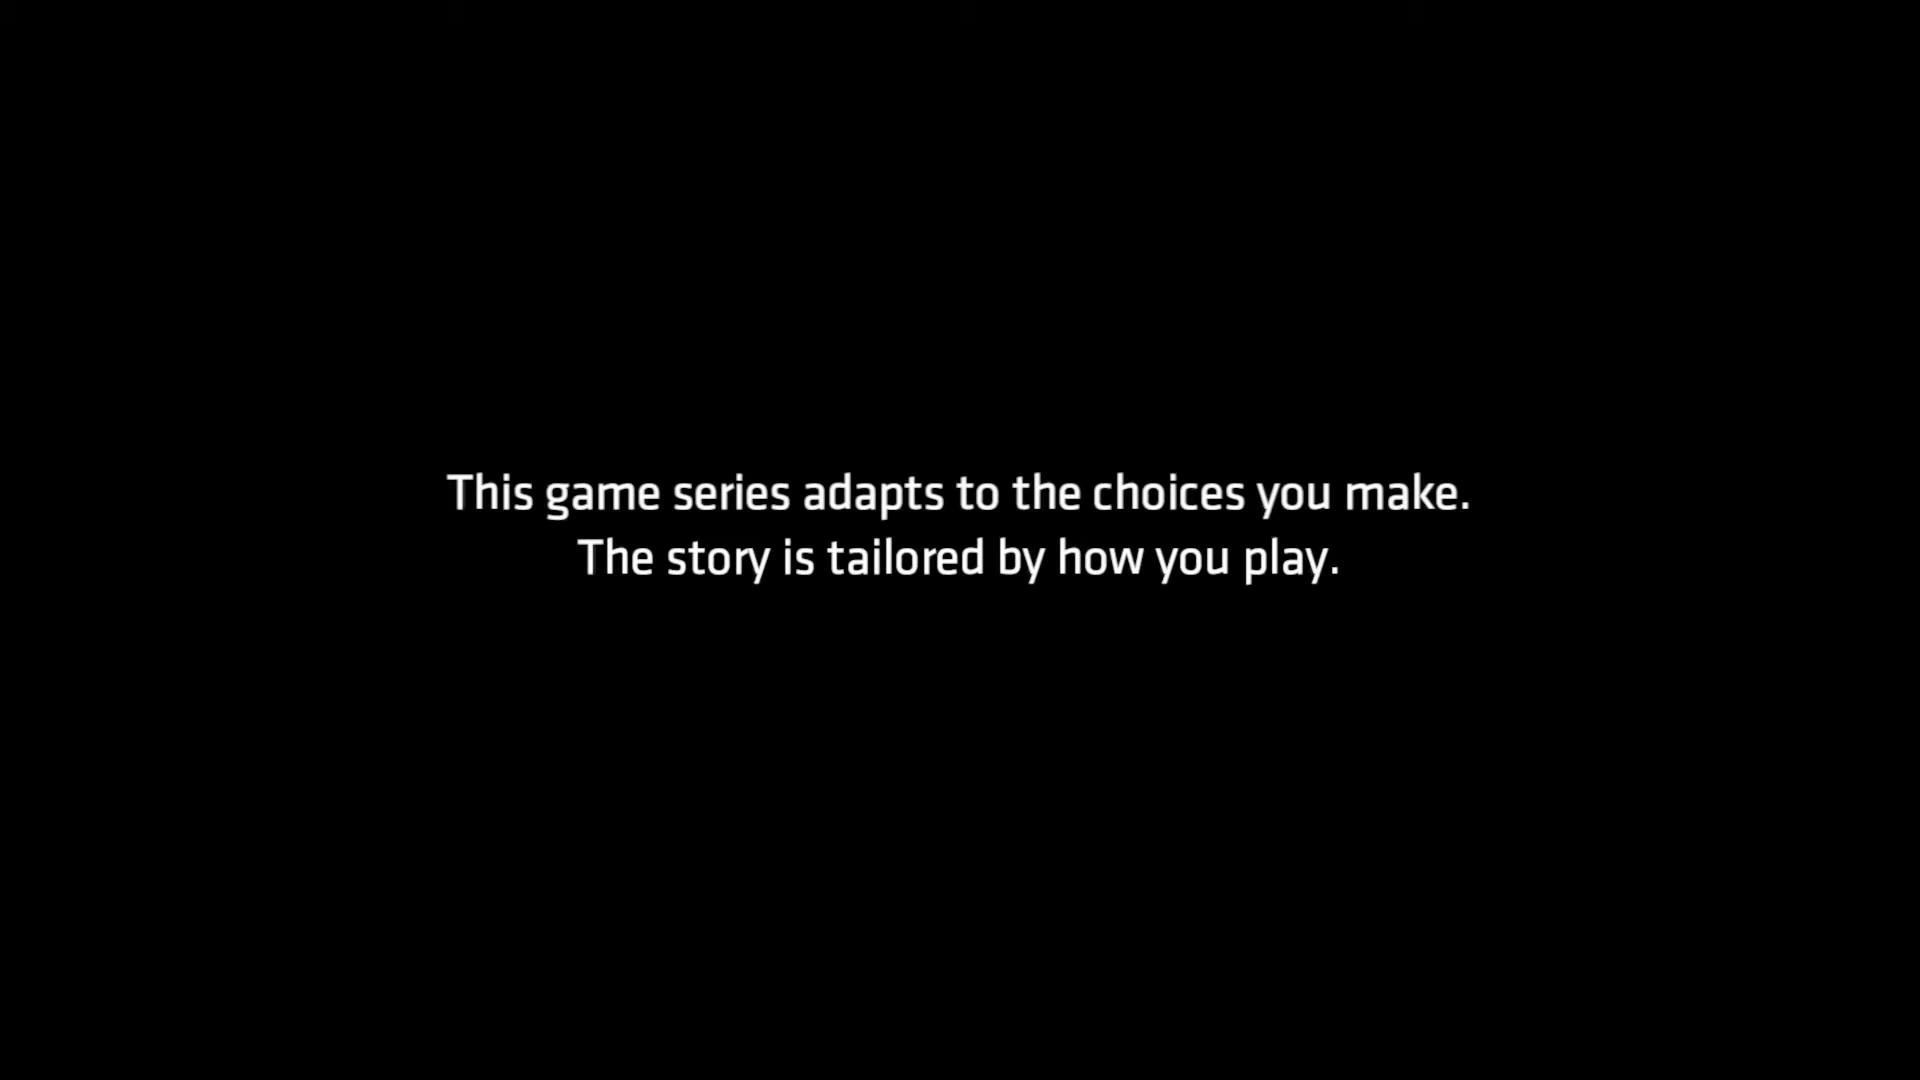 This game series adapts to the choices you make.
The story is tailored by how you play.